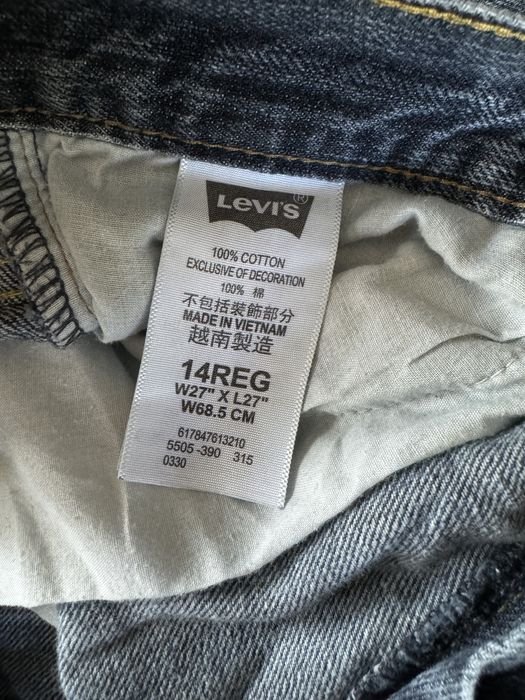 LEVI'S®
100% COTTON
EXCLUSIVE OF DECORATION
100% 棉
不包括裝飾部分
MADE IN VIETNAM
越南製造
14REG
W27" X L27"
W68.5 CM
617847613210
5505 -390 315
0330